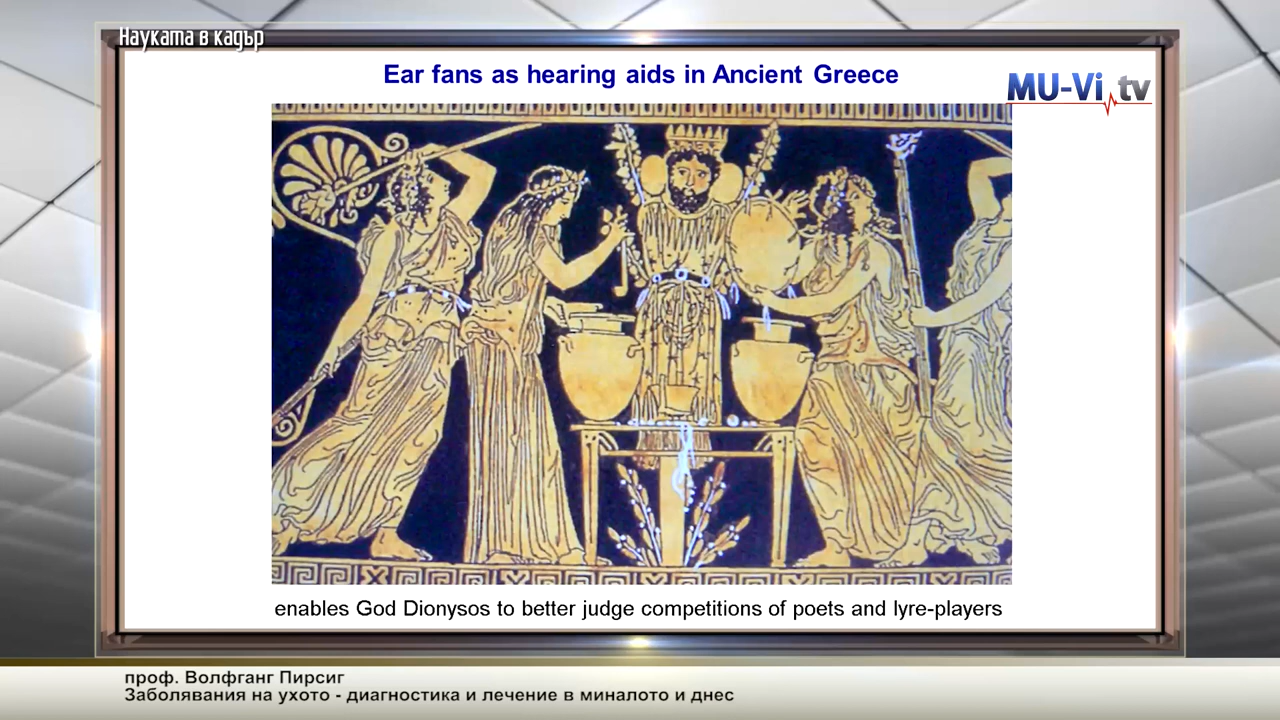 Науката в кадър
Ear fans as hearing aids in Ancient Greece
MU-Vi.tv
enables God Dionysos to better judge competitions of poets and lyre-players
проф. Волфганг Пирсиг
Заболявания на ухото - диагностика и лечение в миналото и днес